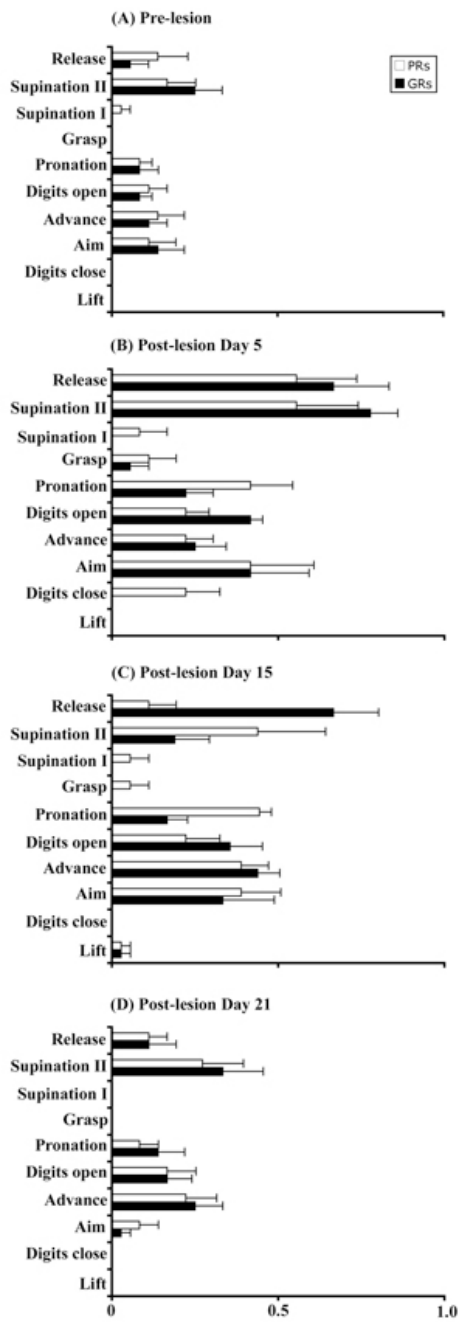 (A) Pre-lesion
Release
PRs
GRs
Supination II
Supination I
Grasp
Pronation
Digits open
Advance
Aim
Digits close
Lift
(B) Post-lesion Day 5
Release
Supination II
Supination I
Grasp
Pronation
Digits open
Advance
Aim
Digits close
Lift
(C) Post-lesion Day 15
Release
Supination II
Supination I
Grasp
Pronation
Digits open
Advance
Aim
Digits close
Lift
(D) Post-lesion Day 21
Release
Supination II
Supination I
Grasp
Pronation
Digits open
Advance
Aim
Digits close
Lift
0 0.5 1.0